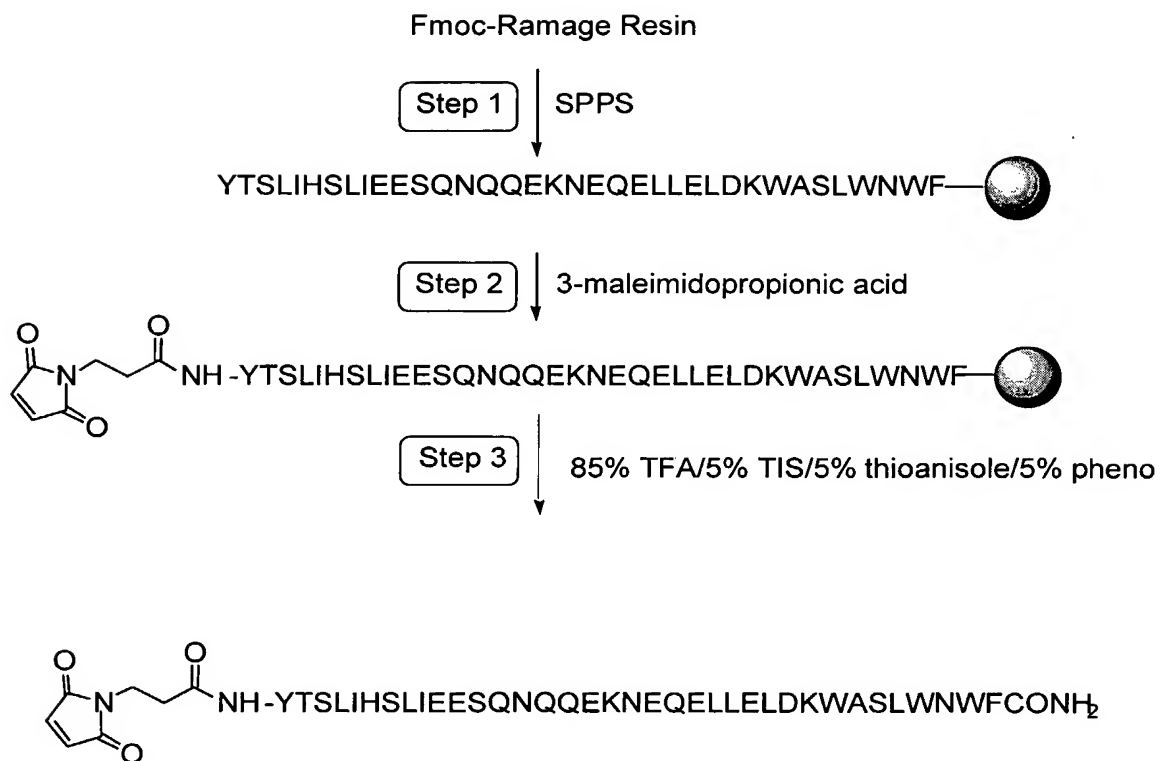 Fmoc-Ramage Resin
Step 1
SPPS
YTSLIHSLIEESQNQQEKNEQELLELDKWASLWNWF
Step 2
3-maleimidopropionic acid
O
O
N
NH-YTSLIHSLIEESQNQQEKNEQELLELDKWASLWNWF
O
Step 3
85% TFA/5% TIS/5% thioanisole/5% pheno
O
O
N
NH-YTSLIHSLIEESQNQQEKNEQELLELDKWASLWNWFCONH2
O